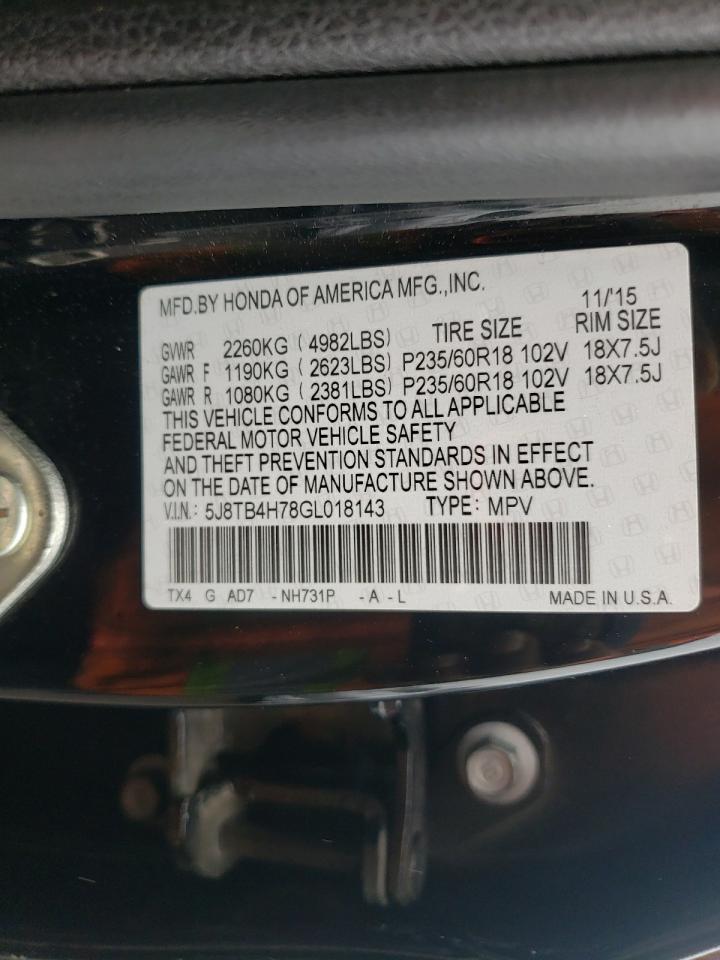 MFD.BY HONDA OF AMERICA MFG.,INC. 11/'15
GVWR 2260KG ( 4982LBS) TIRE SIZE RIM SIZE
GAWR F 1190KG ( 2623LBS) P235/60R18 102V 18X7.5J
GAWR R 1080KG ( 2381LBS) P235/60R18 102V 18X7.5J
THIS VEHICLE CONFORMS TO ALL APPLICABLE
FEDERAL MOTOR VEHICLE SAFETY
AND THEFT PREVENTION STANDARDS IN EFFECT
ON THE DATE OF MANUFACTURE SHOWN ABOVE.
V.I.N.: 5J8TB4H78GL018143 TYPE: MPV
TX4 G AD7 - NH731P - A - L MADE IN U.S.A.